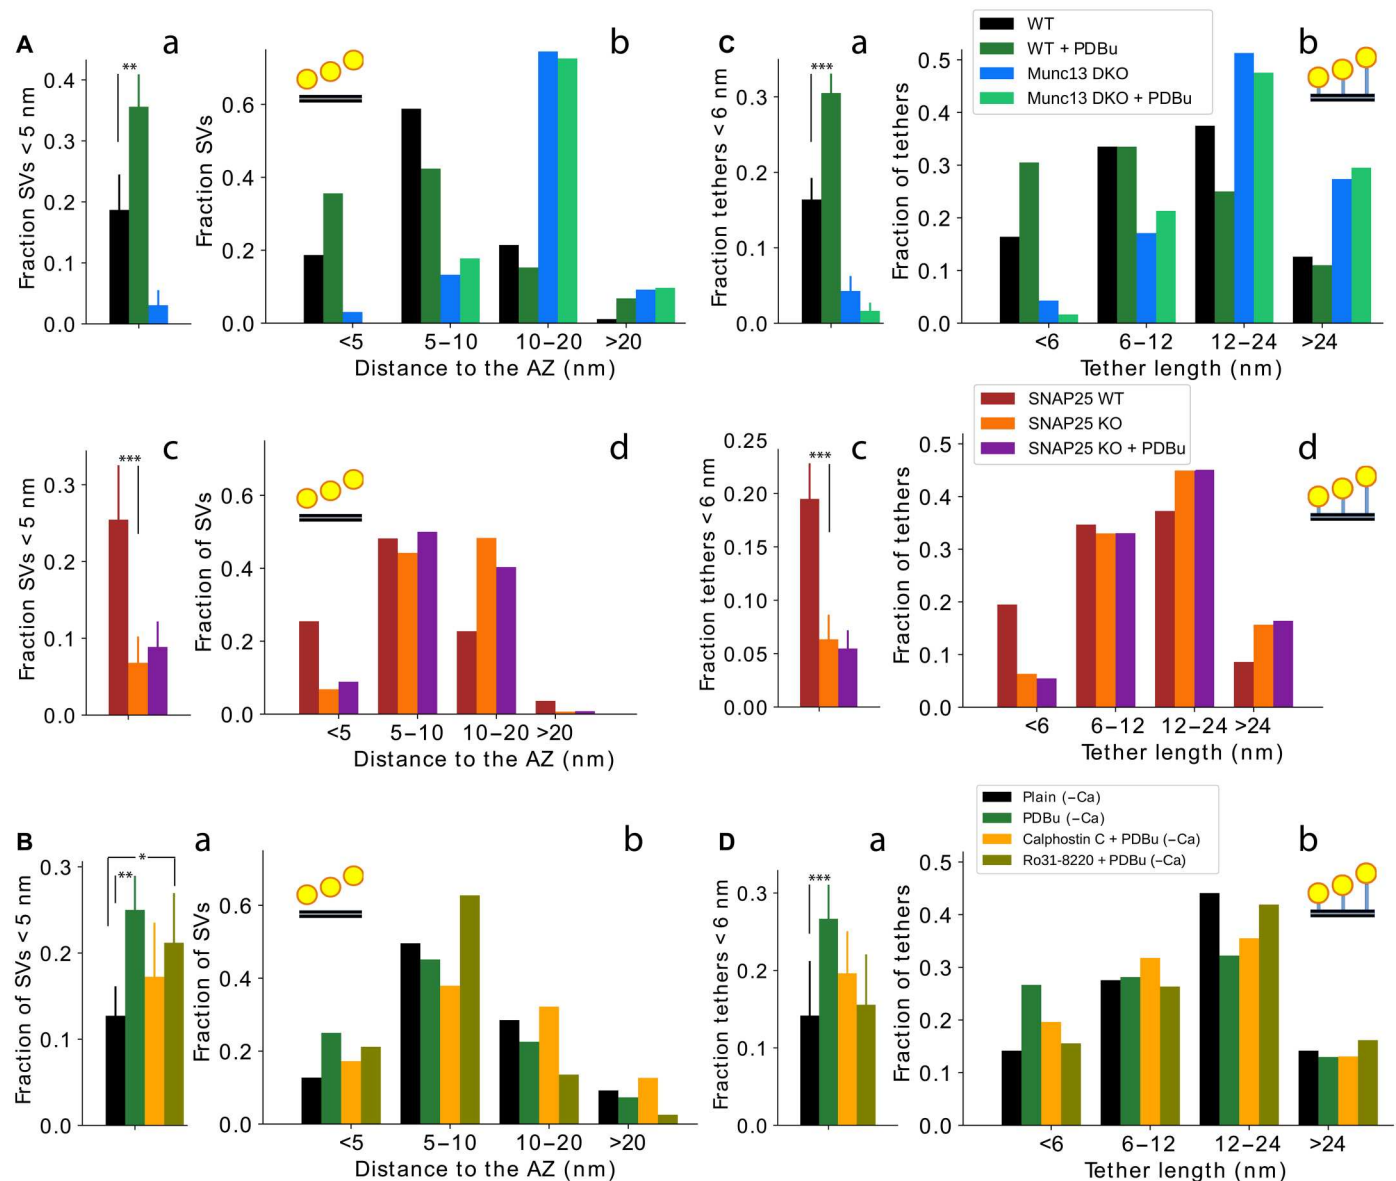 A
a
Fraction SVs < 5 nm
0.4
0.3
0.2
0.1
0.0
**
b
Fraction SVs
0.6
0.4
0.2
0.0
<5
5–10
10–20
>20
Distance to the AZ (nm)
C
a
Fraction tethers < 6 nm
0.3
0.2
0.1
0.0
***
WT
WT + PDBu
Munc13 DKO
Munc13 DKO + PDBu
b
Fraction of tethers
0.5
0.4
0.3
0.2
0.1
0.0
<6
6–12
12–24
>24
Tether length (nm)
c
Fraction SVs < 5 nm
0.3
0.2
0.1
0.0
***
d
Fraction of SVs
0.6
0.4
0.2
0.0
<5
5–10
10–20
>20
Distance to the AZ (nm)
c
Fraction tethers < 6 nm
0.25
0.20
0.15
0.10
0.05
0.00
***
SNAP25 WT
SNAP25 KO
SNAP25 KO + PDBu
d
Fraction of tethers
0.5
0.4
0.3
0.2
0.1
0.0
<6
6–12
12–24
>24
Tether length (nm)
B
a
Fraction of SVs < 5 nm
0.3
0.2
0.1
0.0
*
**
b
Fraction of SVs
0.6
0.4
0.2
0.0
<5
5–10
10–20
>20
Distance to the AZ (nm)
D
a
Fraction tethers < 6 nm
0.3
0.2
0.1
0.0
***
Plain (–Ca)
PDBu (–Ca)
Calphostin C + PDBu (–Ca)
Ro31-8220 + PDBu (–Ca)
b
Fraction of tethers
0.5
0.4
0.3
0.2
0.1
0.0
<6
6–12
12–24
>24
Tether length (nm)